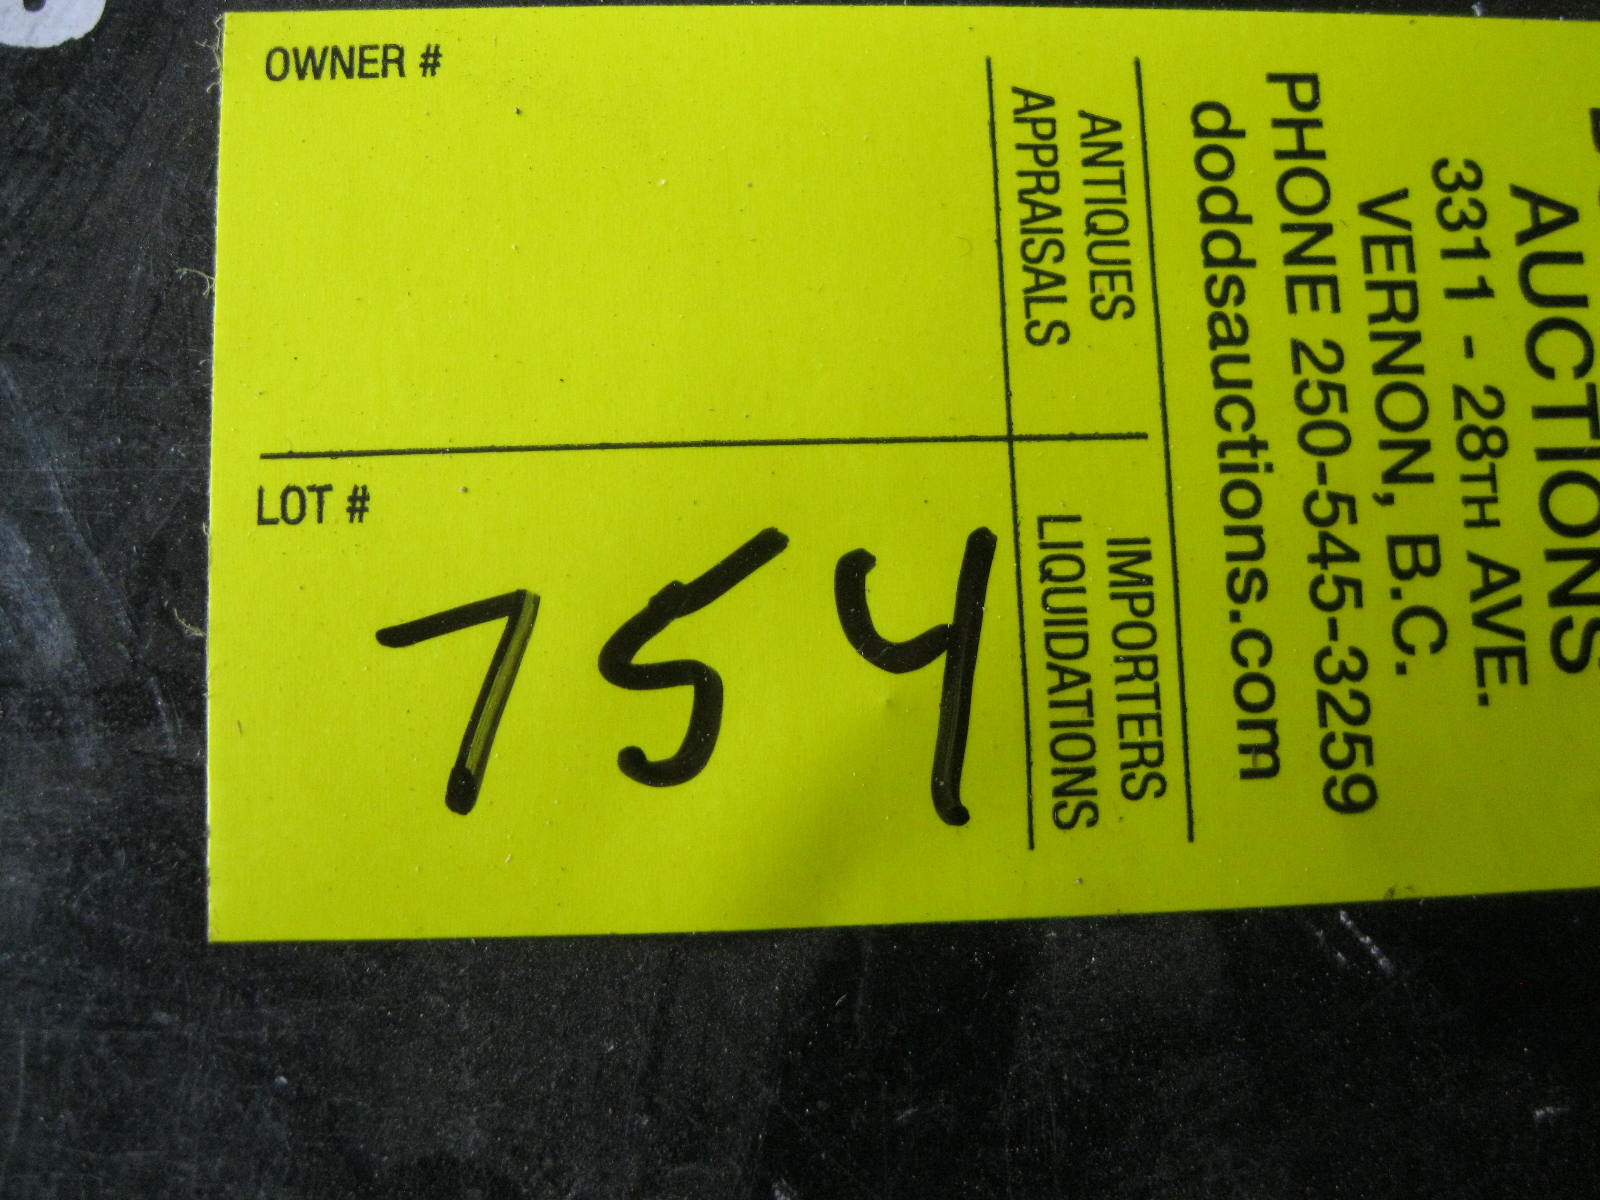 OWNER #
LOT #
754
AUCTIONS
3311 - 28TH AVE.
VERNON, B.C.
PHONE 250-545-3259
doddsauctions.com
ANTIQUES IMPORTERS
APPRAISALS LIQUIDATIONS